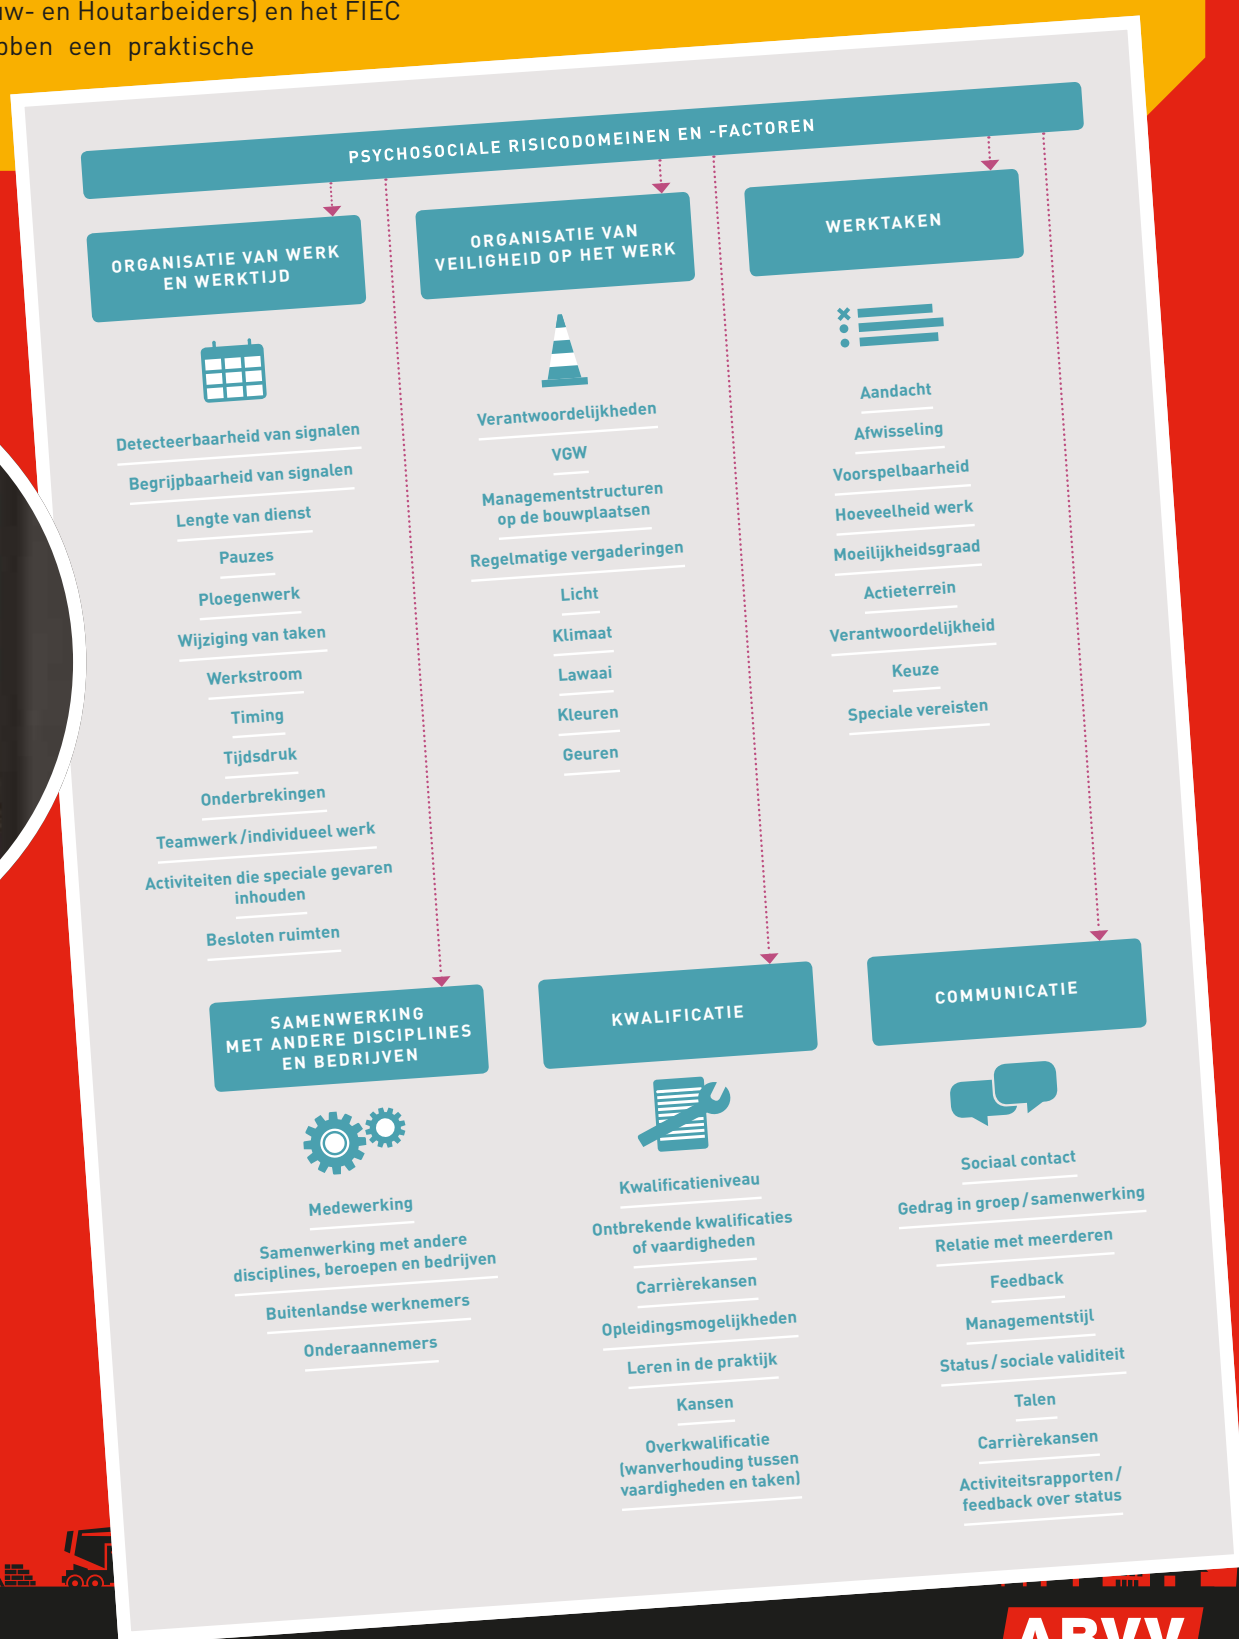 en Houtarbeiders) en het FIEC
een praktische
PSYCHOSOCIALE RISICODOMEINEN EN -FACTOREN
ORGANISATIE VAN WERK
EN WERKTIJD
Detecteerbaarheid van signalen
Begrijpbaarheid van signalen
Lengte van dienst
Pauzes
Ploegenwerk
Wijziging van taken
Werkstroom
Timing
Tijdsdruk
Onderbrekingen
Teamwerk/individueel werk
Activiteiten die speciale gevaren
inhouden
Besloten ruimten
ORGANISATIE VAN
VEILIGHEID OP HET WERK
Verantwoordelijkheden
VGW
Managementstructuren
op de bouwplaatsen
Regelmatige vergaderingen
Licht
Klimaat
Lawaai
Kleuren
Geuren
WERKTAKEN
Aandacht
Afwisseling
Voorspelbaarheid
Hoeveelheid werk
Moeilijkheidsgraad
Actieterrein
Verantwoordelijkheid
Keuze
Speciale vereisten
SAMENWERKING
MET ANDERE DISCIPLINES
EN BEDRIJVEN
Medewerking
Samenwerking met andere
disciplines, beroepen en bedrijven
Buitenlandse werknemers
Onderaannemers
KWALIFICATIE
Kwalificatieniveau
Ontbrekende kwalificaties
of vaardigheden
Carrièrekansen
Opleidingsmogelijkheden
Leren in de praktijk
Kansen
Overkwalificatie
(wanverhouding tussen
vaardigheden en taken)
COMMUNICATIE
Sociaal contact
Gedrag in groep/samenwerking
Relatie met meerderen
Feedback
Managementstijl
Status/sociale validiteit
Talen
Carrièrekansen
Activiteitsrapporten/
feedback over status
ABVV